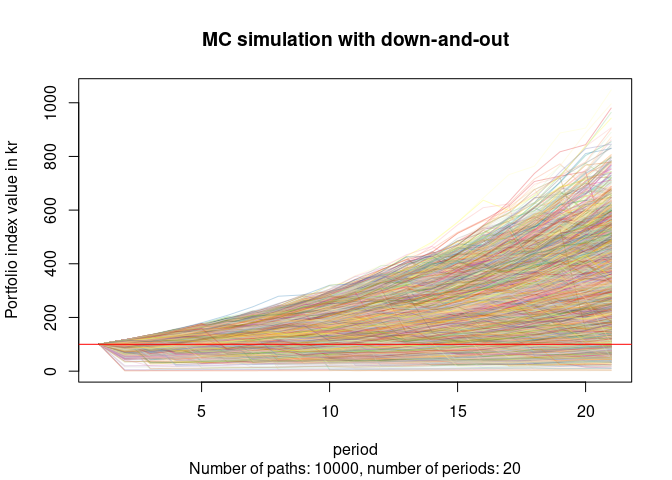 MC simulation with down-and-out
Portfolio index value in kr
1000
800
600
400
200
0
5 10 15 20
period
Number of paths: 10000, number of periods: 20